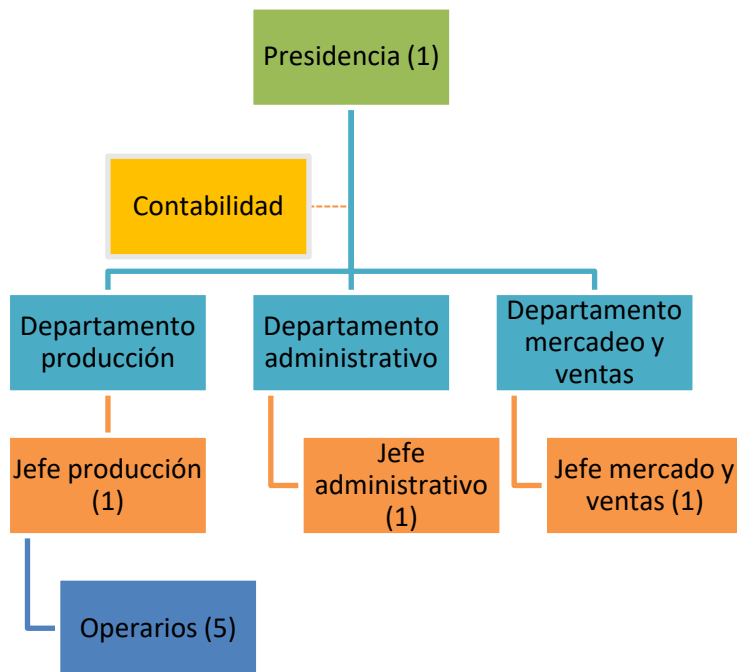 Presidencia (1)
Contabilidad
Departamento
producción
Departamento
administrativo
Departamento
mercadeo y
ventas
Jefe producción
(1)
Jefe
administrativo
(1)
Jefe mercado y
ventas (1)
Operarios (5)